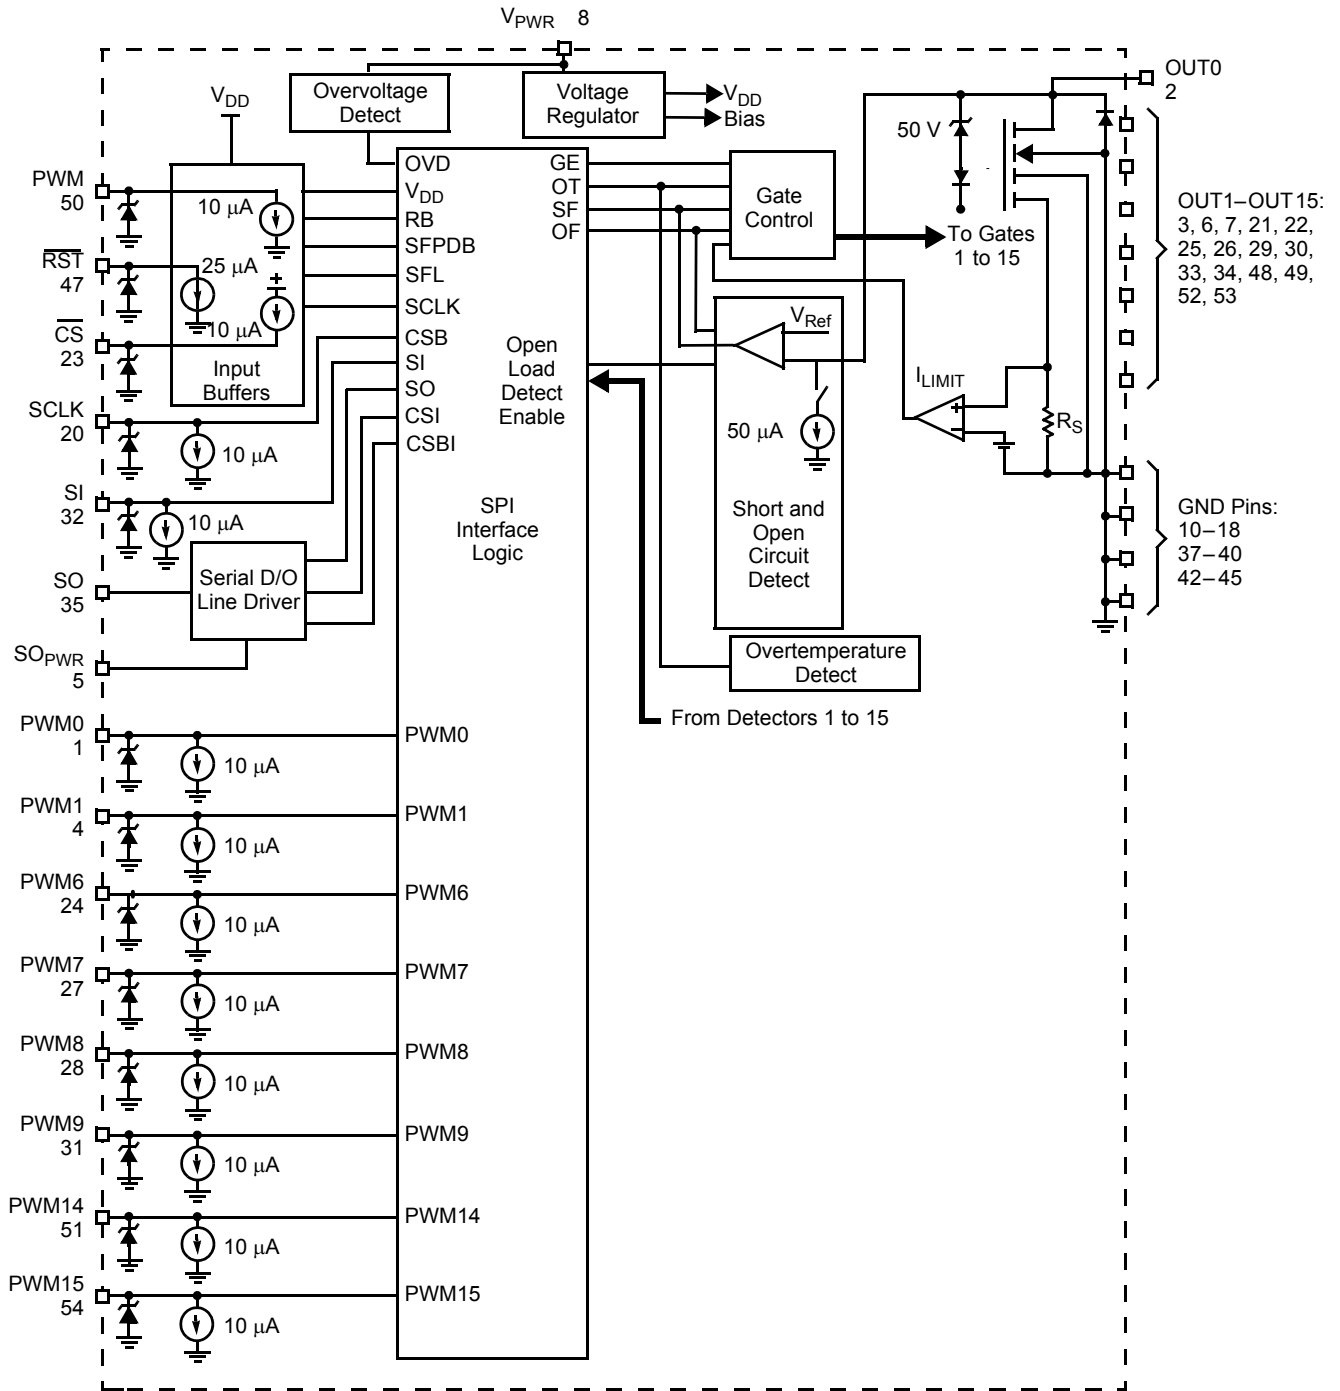 VPWR 8
OUT0
2
Overvoltage
Detect
Voltage
Regulator
VDD
Bias
VDD
50 V
OUT1–OUT15:
3, 6, 7, 21, 22,
25, 26, 29, 30,
33, 34, 48, 49,
52, 53
PWM
50
10 μA
RST
47
25 μA
CS
23
10 μA
Input
Buffers
SCLK
20
10 μA
SI
32
10 μA
SO
35
Serial D/O
Line Driver
SOPWR
5
OVD
VDD
RB
SFPDB
SFL
SCLK
CSB
SI
SO
CSI
CSBI
GE
OT
SF
OF
Open
Load
Detect
Enable
SPI
Interface
Logic
Gate
Control
To Gates
1 to 15
VRef
50 μA
Short and
Open
Circuit
Detect
ILIMIT
+
–
RS
GND Pins:
10–18
37–40
42–45
Overtemperature
Detect
From Detectors 1 to 15
PWM0
1
10 μA
PWM0
PWM1
4
10 μA
PWM1
PWM6
24
10 μA
PWM6
PWM7
27
10 μA
PWM7
PWM8
28
10 μA
PWM8
PWM9
31
10 μA
PWM9
PWM14
51
10 μA
PWM14
PWM15
54
10 μA
PWM15